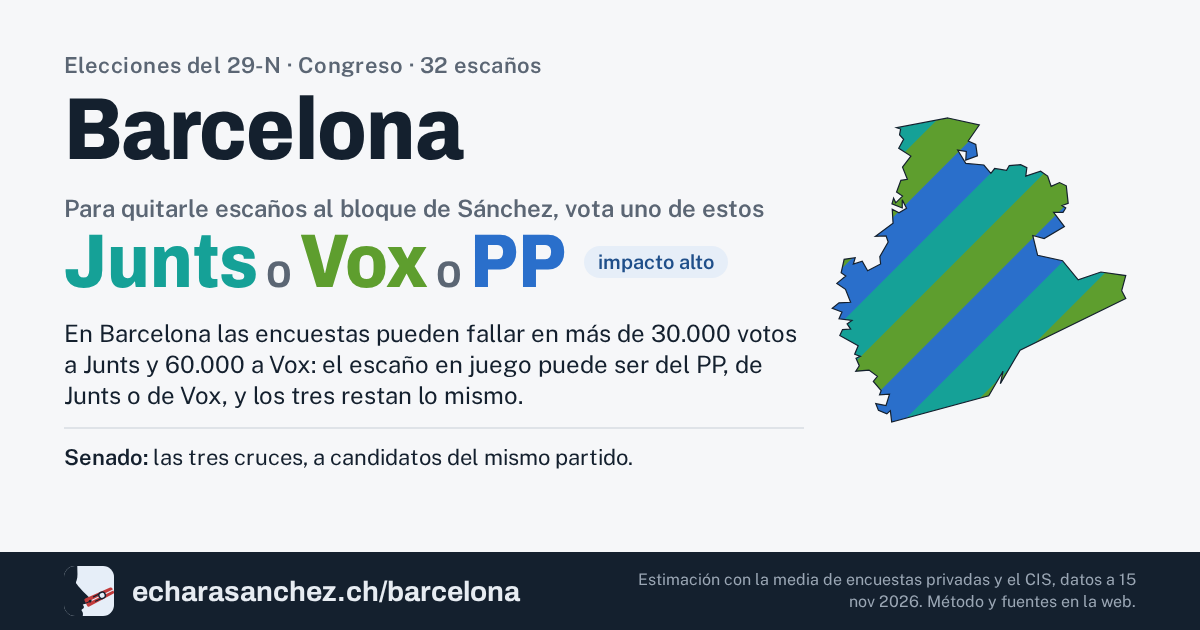 Elecciones del 29-N · Congreso · 32 escaños
Barcelona
Para quitarle escaños al bloque de Sánchez, vota uno de estos
Junts o Vox o PP impacto alto
En Barcelona las encuestas pueden fallar en más de 30.000 votos
a Junts y 60.000 a Vox: el escaño en juego puede ser del PP, de
Junts o de Vox, y los tres restan lo mismo.
Senado: las tres cruces, a candidatos del mismo partido.
echarasanchez.ch/barcelona
Estimación con la media de encuestas privadas y el CIS, datos a 15
nov 2026. Método y fuentes en la web.